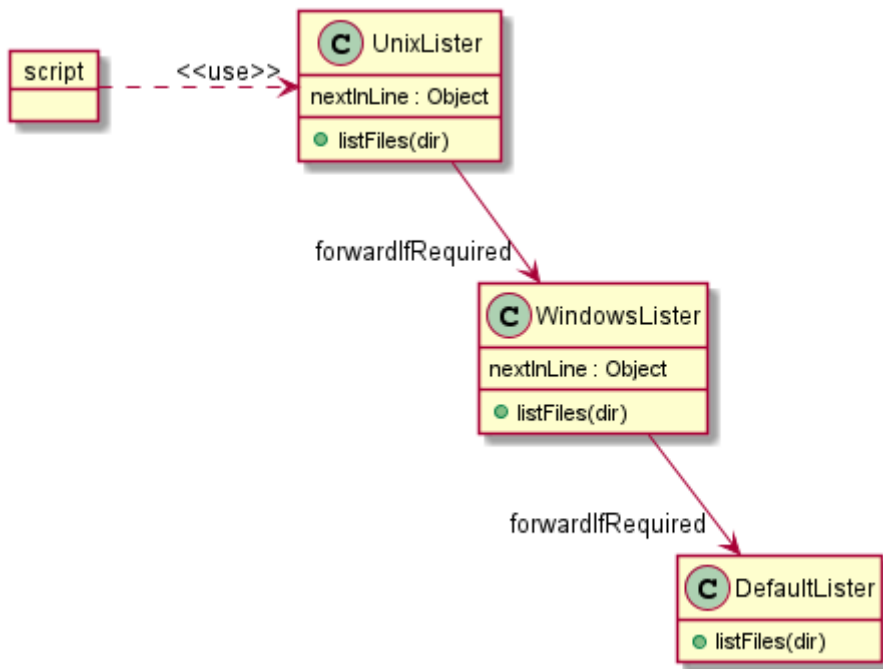 script
<<use>>
C UnixLister
nextInLine : Object
listFiles(dir)
forwardIfRequired
C WindowsLister
nextInLine : Object
listFiles(dir)
forwardIfRequired
C DefaultLister
listFiles(dir)